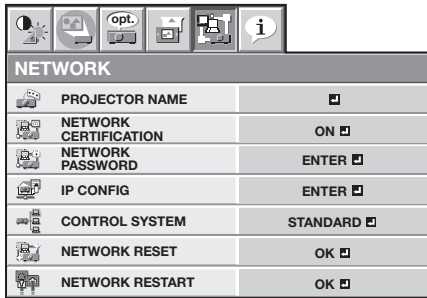 opt.
i
NETWORK
PROJECTOR NAME
NETWORK
CERTIFICATION
ON
NETWORK
PASSWORD
ENTER
IP CONFIG
ENTER
CONTROL SYSTEM
STANDARD
NETWORK RESET
OK
NETWORK RESTART
OK